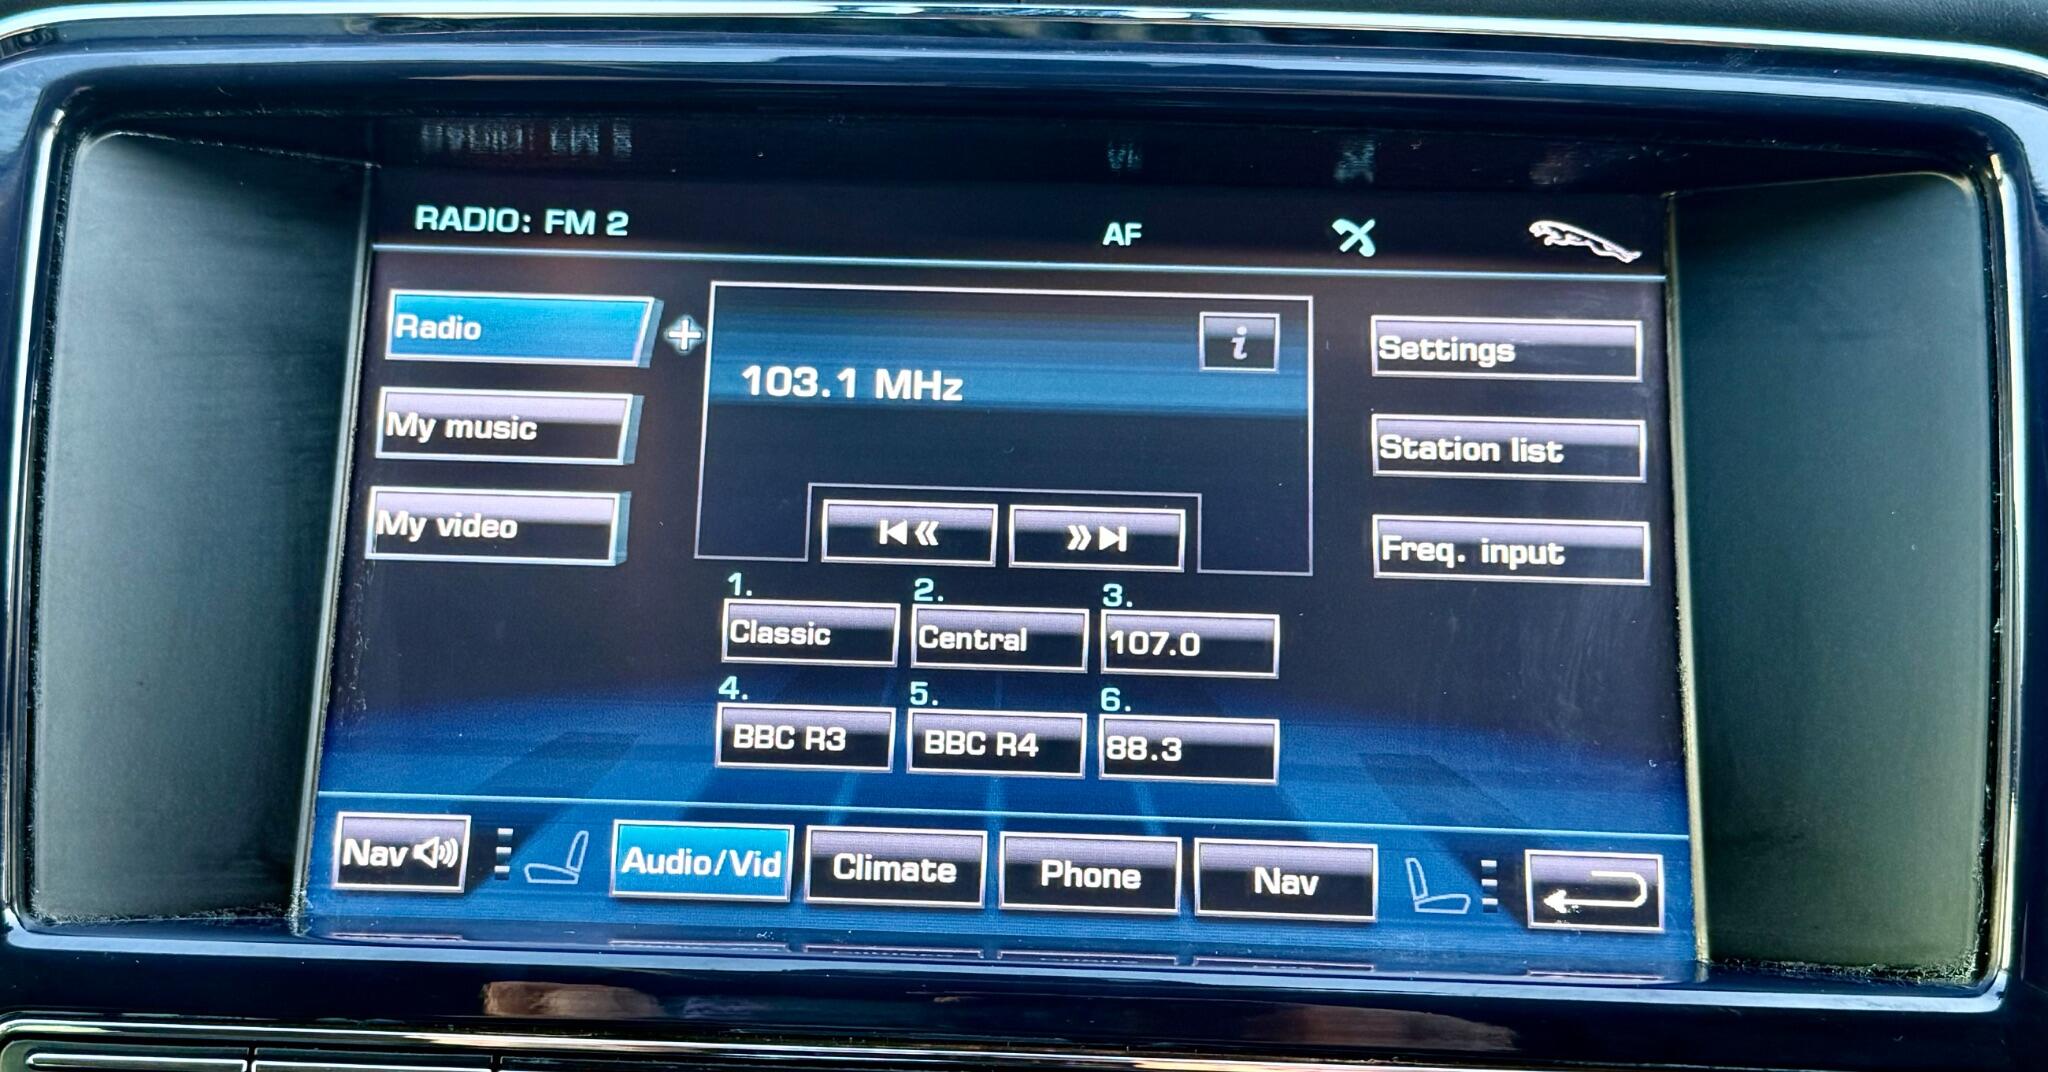 RADIO: FM 2
AF
Radio
i
Settings
103.1 MHz
My music
Station list
My video
Freq. input
1. 2. 3.
Classic Central 107.0
4. 5. 6.
BBC R3 BBC R4 88.3
Nav Audio/Vid Climate Phone Nav